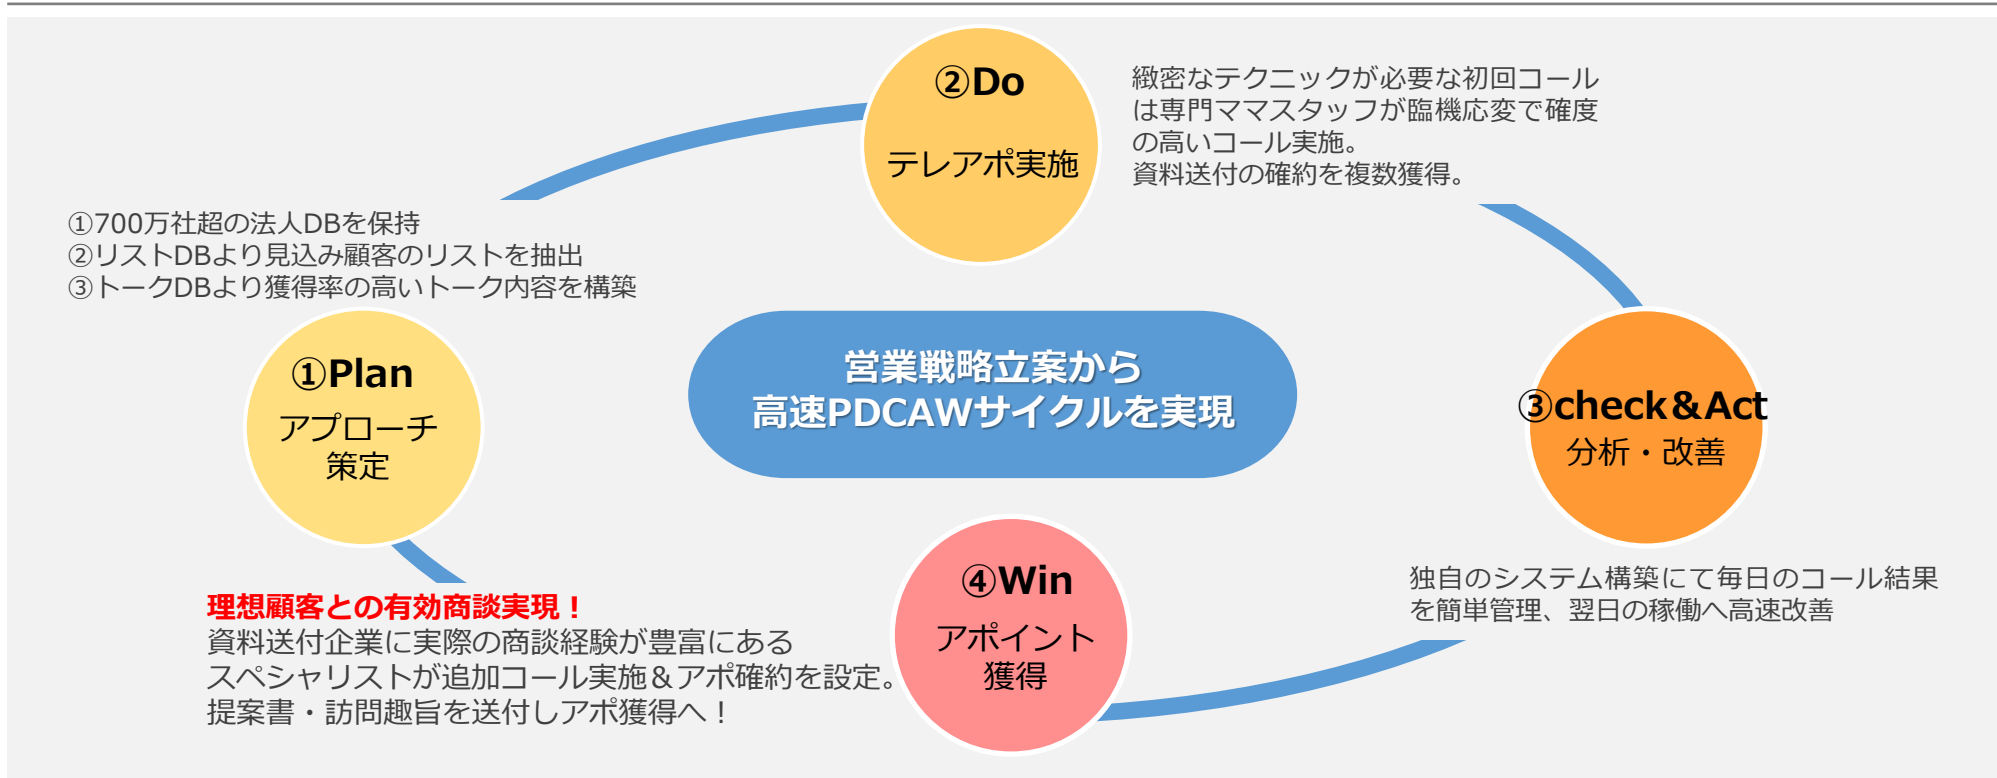 ②Do
テレアポ実施
緻密なテクニックが必要な初回コール
は専門ママスタッフが臨機応変で確度
の高いコール実施。
資料送付の確約を複数獲得。
①700万社超の法人DBを保持
②リストDBより見込み顧客のリストを抽出
③トークDBより獲得率の高いトーク内容を構築
①Plan
アプローチ
策定
営業戦略立案から
高速PDCAWサイクルを実現
③check&Act
分析・改善
独自のシステム構築にて毎日のコール結果
を簡単管理、翌日の稼働へ高速改善
④Win
アポイント
獲得
理想顧客との有効商談実現！
資料送付企業に実際の商談経験が豊富にある
スペシャリストが追加コール実施＆アポ確約を設定。
提案書・訪問趣旨を送付しアポ獲得へ！